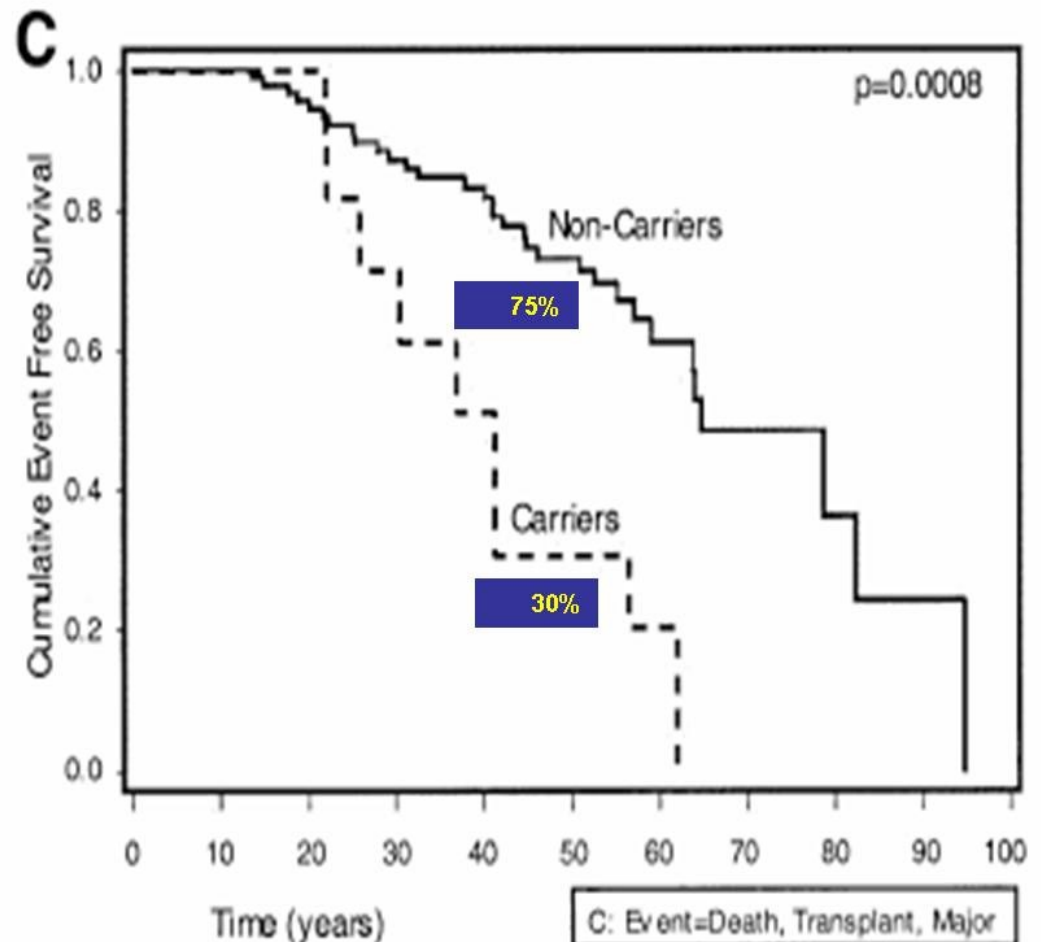 C
p=0.0008
Cumulative Event Free Survival
1.0
0.8
0.6
0.4
0.2
0.0
Non-Carriers
75%
Carriers
30%
0 10 20 30 40 50 60 70 80 90 100
Time (years)
C: Event=Death, Transplant, Major